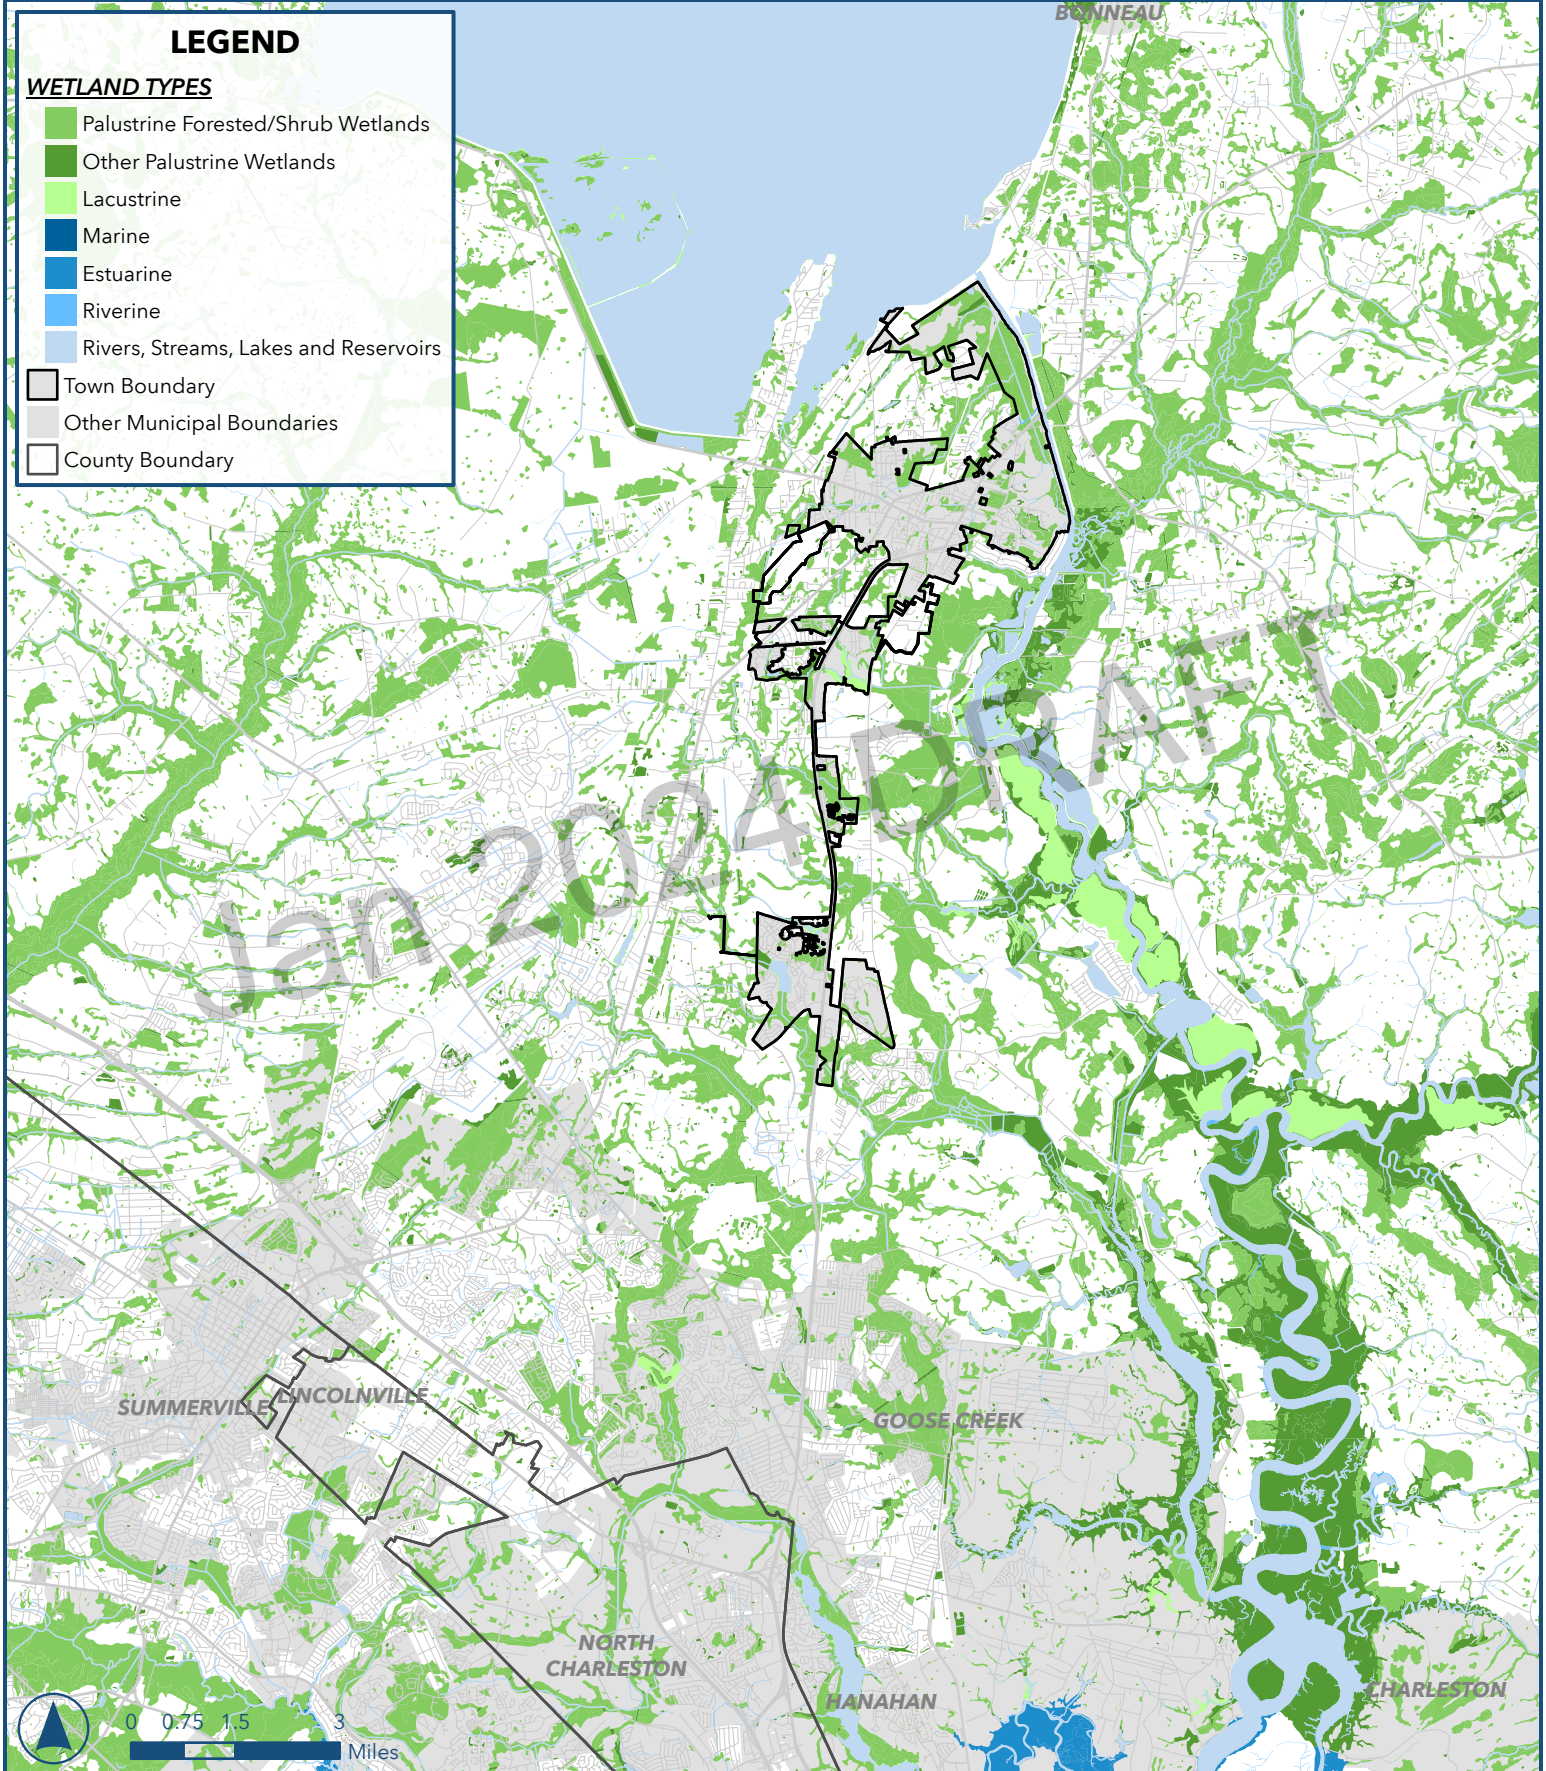 BONNEAU
LEGEND
WETLAND TYPES
Palustrine Forested/Shrub Wetlands
Other Palustrine Wetlands
Lacustrine
Marine
Estuarine
Riverine
Rivers, Streams, Lakes and Reservoirs
Town Boundary
Other Municipal Boundaries
County Boundary
Jan 2024 DRAFT
SUMMERVILLE
LINCOLNVILLE
GOOSE CREEK
NORTH
CHARLESTON
HANAHAN
CHARLESTON
0 0.75 1.5 3
Miles